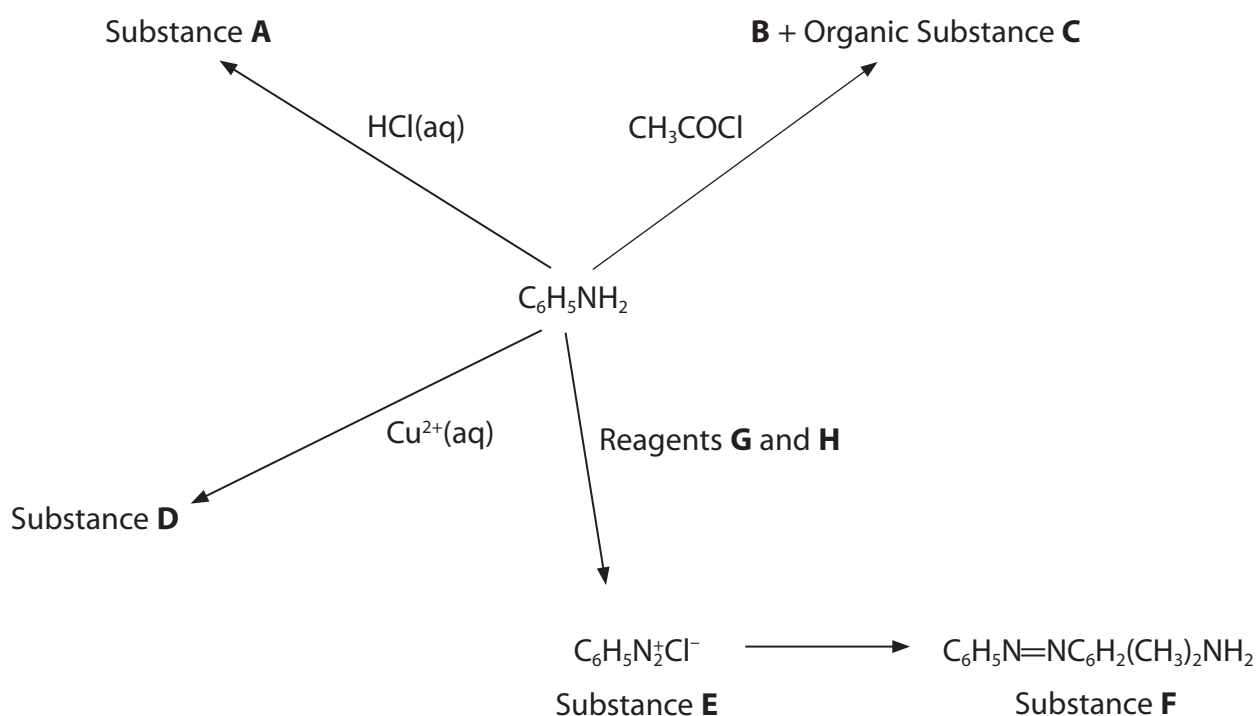 Substance A
B + Organic Substance C
HCl(aq)
CH₃COCl
C₆H₅NH₂
Cu²⁺(aq)
Reagents G and H
Substance D
C₆H₅N₂⁺Cl⁻
C₆H₅N=NC₆H₂(CH₃)₂NH₂
Substance E
Substance F